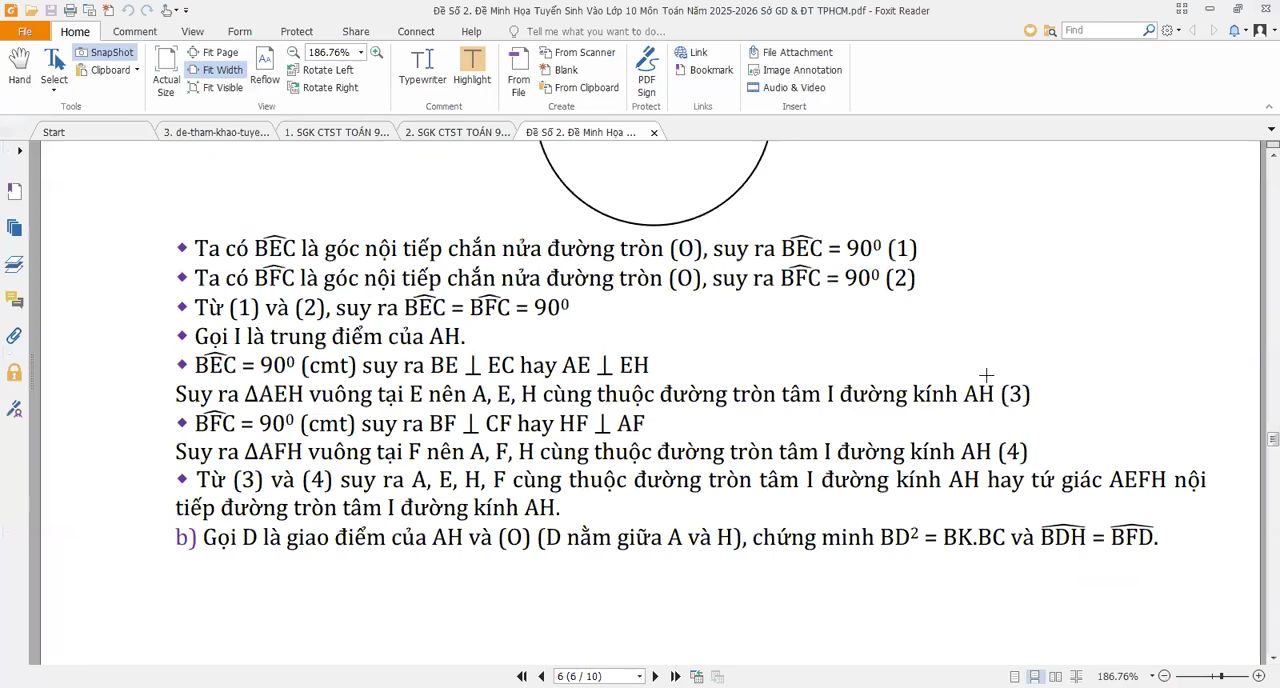 Đề Số 2. Đề Minh Họa Tuyển Sinh Vào Lớp 10 Môn Toán Năm 2025-2026 Sở GD & ĐT TPHCM.pdf - Foxit Reader
File Home Comment View Form Protect Share Connect Help Tell me what you want to do... Find
Hand
Select
SnapShot
Clipboard
Tools
Actual Size
Fit Page
Fit Width
Fit Visible
Reflow
186.76%
Rotate Left
Rotate Right
View
Typewriter
Highlight
Comment
From File
From Scanner
Blank
From Clipboard
Create
PDF Sign
Protect
Link
Bookmark
Links
File Attachment
Image Annotation
Audio & Video
Insert
Start 3. de-tham-khao-tuye... 1. SGK CTST TOÁN 9... 2. SGK CTST TOÁN 9... Đề Số 2. Đề Minh Họa ...
Ta có BEC là góc nội tiếp chắn nửa đường tròn (O), suy ra BEC = 90⁰ (1)
Ta có BFC là góc nội tiếp chắn nửa đường tròn (O), suy ra BFC = 90⁰ (2)
Từ (1) và (2), suy ra BEC = BFC = 90⁰
Gọi I là trung điểm của AH.
BEC = 90⁰ (cmt) suy ra BE ⊥ EC hay AE ⊥ EH
Suy ra ΔAEH vuông tại E nên A, E, H cùng thuộc đường tròn tâm I đường kính AH (3)
BFC = 90⁰ (cmt) suy ra BF ⊥ CF hay HF ⊥ AF
Suy ra ΔAFH vuông tại F nên A, F, H cùng thuộc đường tròn tâm I đường kính AH (4)
Từ (3) và (4) suy ra A, E, H, F cùng thuộc đường tròn tâm I đường kính AH hay tứ giác AEFH nội
tiếp đường tròn tâm I đường kính AH.
b) Gọi D là giao điểm của AH và (O) (D nằm giữa A và H), chứng minh BD² = BK.BC và BDH = BFD.
6 (6 / 10) 186.76%